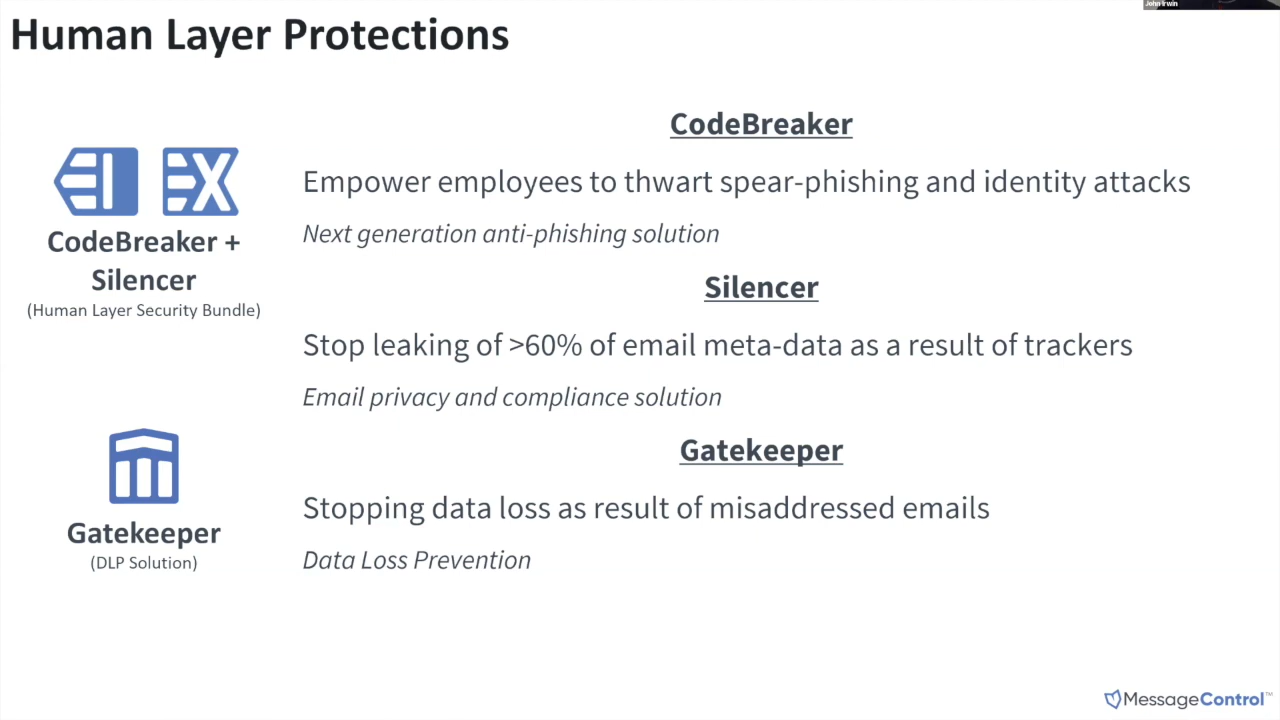 John Irwin
Human Layer Protections
CodeBreaker
Empower employees to thwart spear-phishing and identity attacks
Next generation anti-phishing solution
CodeBreaker +
Silencer
(Human Layer Security Bundle)
Silencer
Stop leaking of >60% of email meta-data as a result of trackers
Email privacy and compliance solution
Gatekeeper
Stopping data loss as result of misaddressed emails
Data Loss Prevention
Gatekeeper
(DLP Solution)
MessageControl™